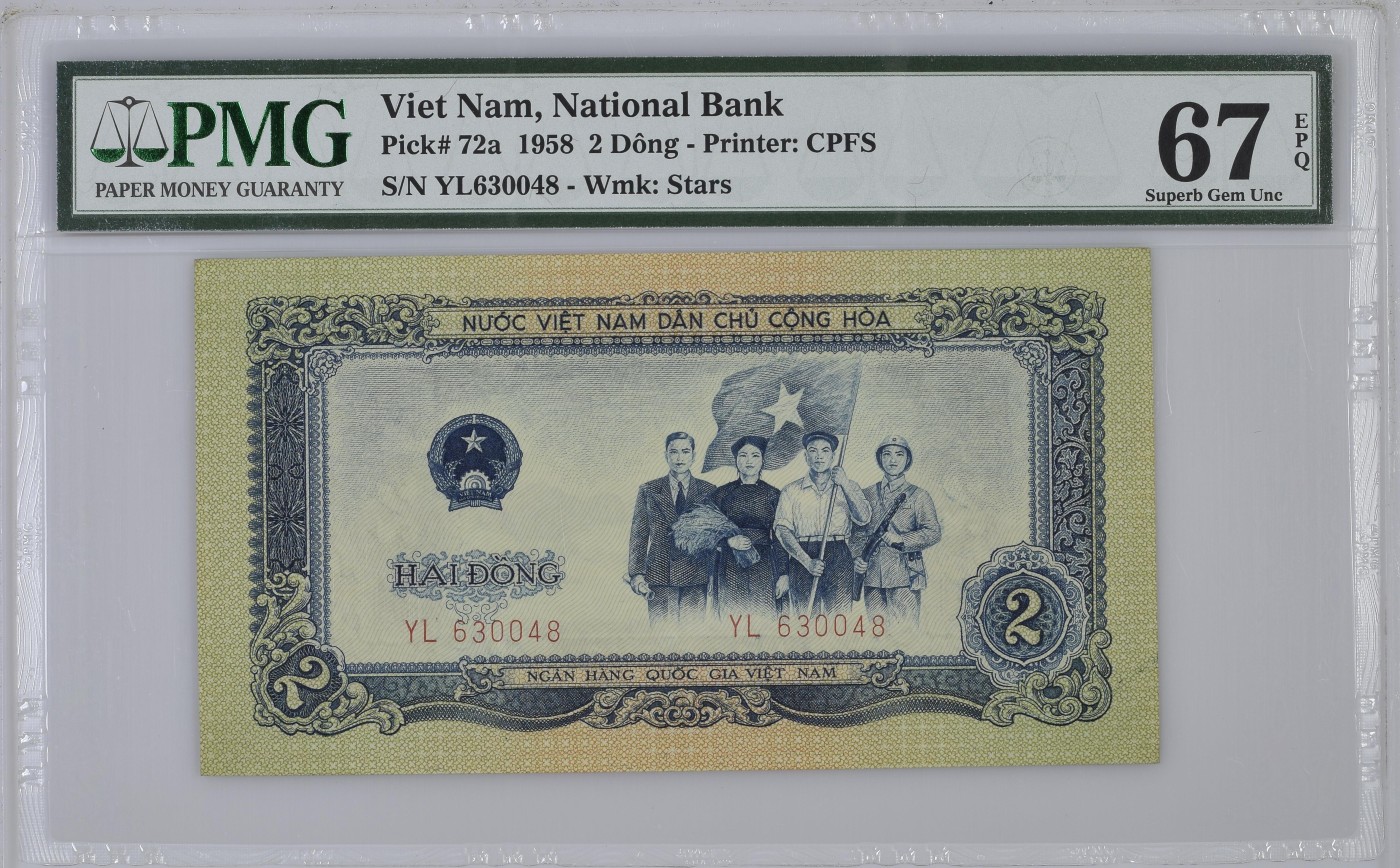 PMG
PAPER MONEY GUARANTY
Viet Nam, National Bank
Pick# 72a 1958 2 Dông - Printer: CPFS
S/N YL630048 - Wmk: Stars
67
EPQ
Superb Gem Unc
NƯỚC VIỆT NAM DÂN CHỦ CỘNG HÒA
VIỆT NAM
HAI ĐỒNG
YL 630048
YL 630048
2
2
NGÂN HÀNG QUỐC GIA VIỆT NAM